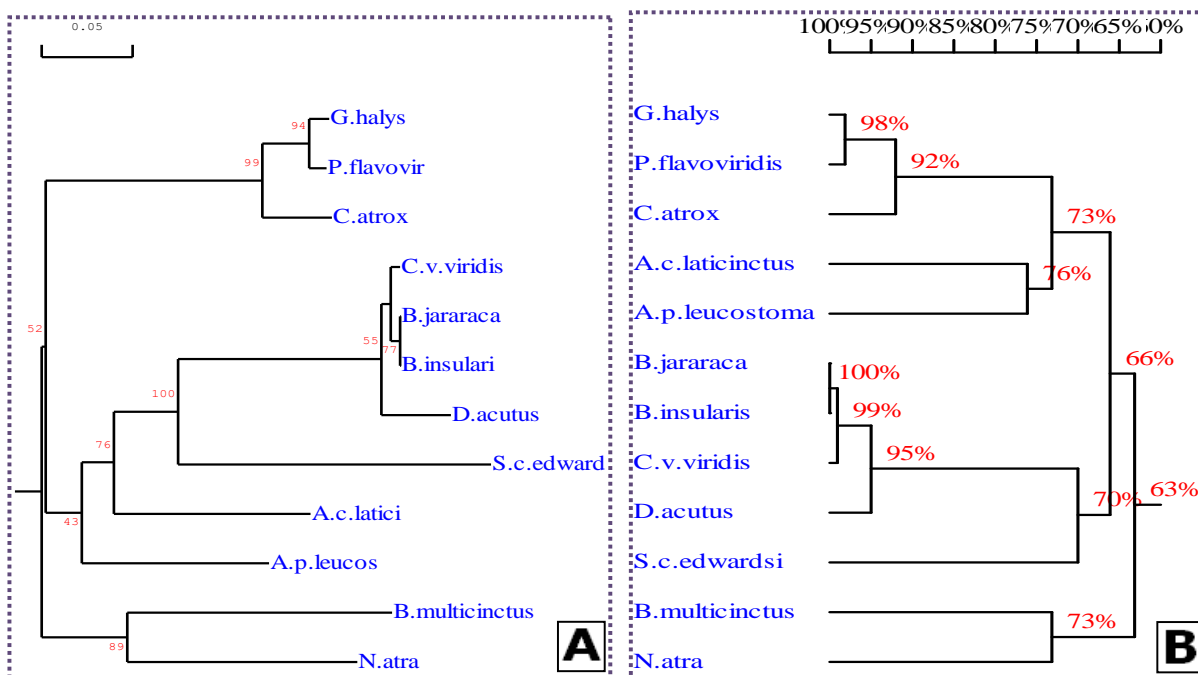 0.05
94
G.halys
P.flavovir
99
C.atrox
C.v.viridis
B.jararaca
52
55
77
B.insulari
100
D.acutus
76
S.c.edward
A.c.latici
43
A.p.leucos
B.multicinctus
89
N.atra
A
100% 95% 90% 85% 80% 75% 70% 65% 60%
G.halys
98%
P.flavoviridis
92%
C.atrox
73%
A.c.laticinctus
76%
A.p.leucostoma
B.jararaca
66%
100%
B.insularis
99%
C.v.viridis
95%
70%
63%
D.acutus
S.c.edwardsi
B.multicinctus
73%
N.atra
B